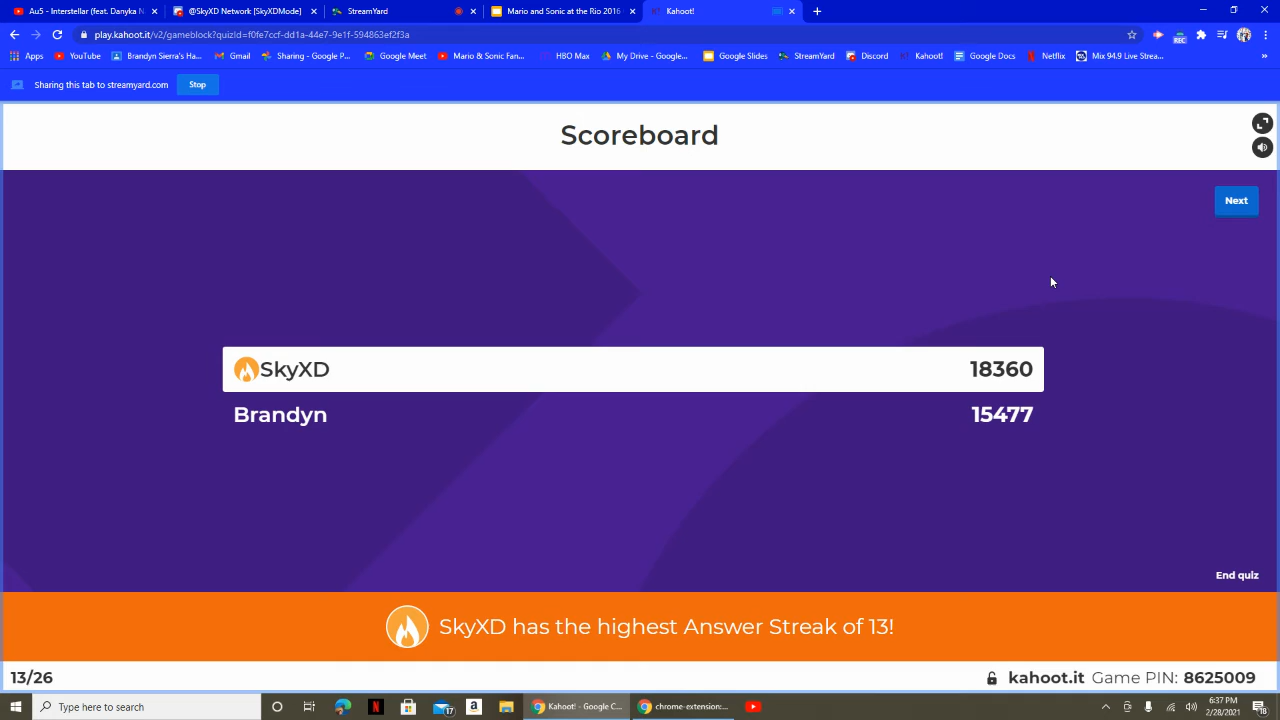 Au5 - Interstellar (feat. Danyka N
@SkyXD Network [SkyXDMode]
StreamYard
Mario and Sonic at the Rio 2016
Kahoot!
play.kahoot.it/v2/gameblock?quizId=f0fe7ccf-dd1a-44e7-9e1f-594863ef2f3a
Apps
YouTube
Brandyn Sierra's Ha...
Gmail
Sharing - Google P...
Google Meet
Mario & Sonic Fan...
HBO Max
My Drive - Google...
Google Slides
StreamYard
Discord
Kahoot!
Google Docs
Netflix
Mix 94.9 Live Strea...
Sharing this tab to streamyard.com
Stop
Scoreboard
Next
SkyXD 18360
Brandyn 15477
End quiz
SkyXD has the highest Answer Streak of 13!
13/26
kahoot.it Game PIN: 8625009
Type here to search
Kahoot! - Google C...
chrome-extension:...
6:37 PM
2/28/2021